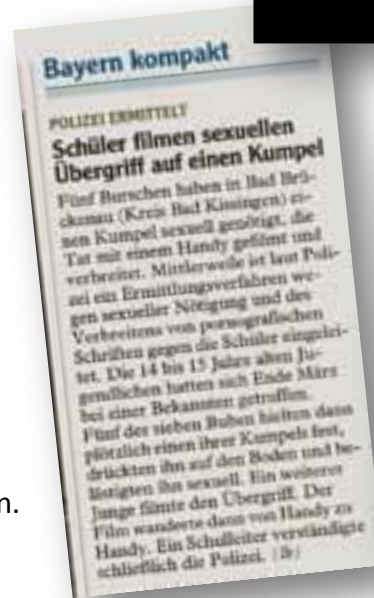 Bayern kompakt
POLIZEI ERMITTELT
Schüler filmen sexuellen
Übergriff auf einen Kumpel
Fünf Burschen haben in Bad Brü-
ckenau (Kreis Bad Kissingen) ei-
nen Kumpel sexuell genötigt, die
Tat mit einem Handy gefilmt und
verbreitet. Mittlerweile ist laut Poli-
zei ein Ermittlungsverfahren we-
gen sexueller Nötigung und des
Verbreitens von pornografischen
Schriften gegen die Schüler eingelei-
tet. Die 14 bis 15 Jahre alten Ju-
gendlichen hatten sich Ende März
bei einer Bekannten getroffen.
Fünf der sieben Buben hielten dann
plötzlich einen ihrer Kumpels fest,
drückten ihn auf den Boden und be-
lästigten ihn sexuell. Ein weiterer
Junge filmte den Übergriff. Der
Film wanderte dann von Handy zu
Handy. Ein Schulleiter verständigte
schließlich die Polizei.
n.